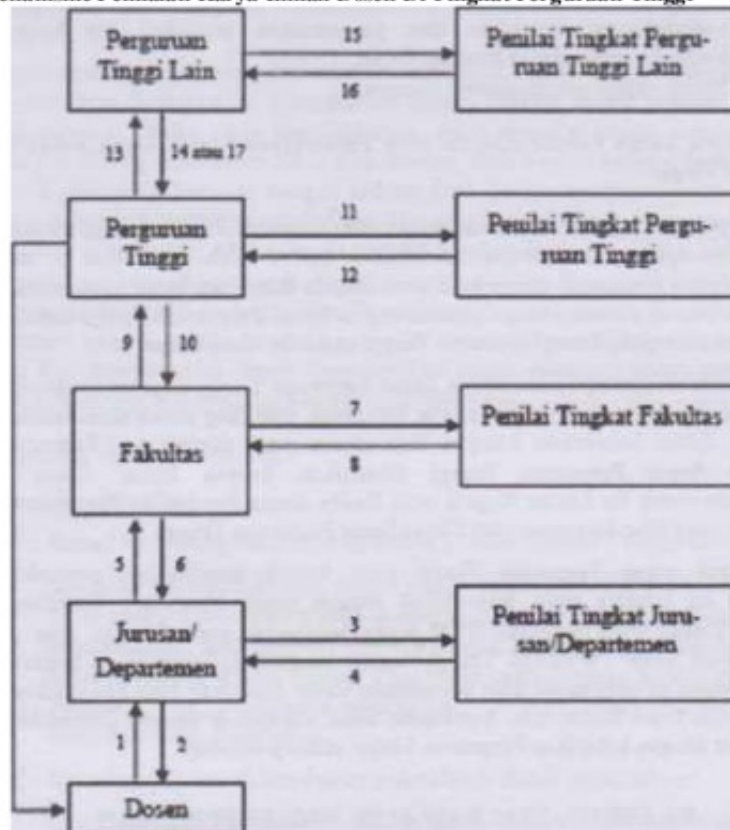 Perguruan
Tinggi Lain
15
16
Penilai Tingkat Pergu-
ruan Tinggi Lain
13
14 atau 17
Perguruan
Tinggi
11
12
Penilai Tingkat Pergu-
ruan Tinggi
9
10
Fakultas
7
8
Penilai Tingkat Fakultas
5
6
Jurusan/
Departemen
3
4
Penilai Tingkat Juru-
san/Departemen
1
2
Dosen